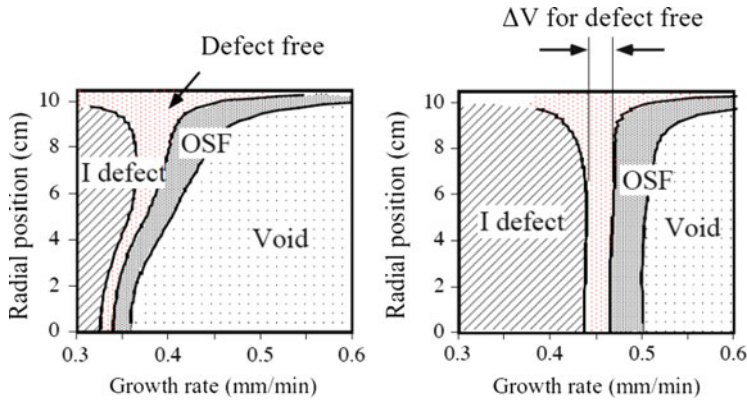 Defect free
ΔV for defect free
Radial position (cm)
10
8
6
4
2
0
I defect
OSF
Void
0.3 0.4 0.5 0.6
Growth rate (mm/min)
Radial position (cm)
10
8
6
4
2
0
I defect
OSF
Void
0.3 0.4 0.5 0.6
Growth rate (mm/min)